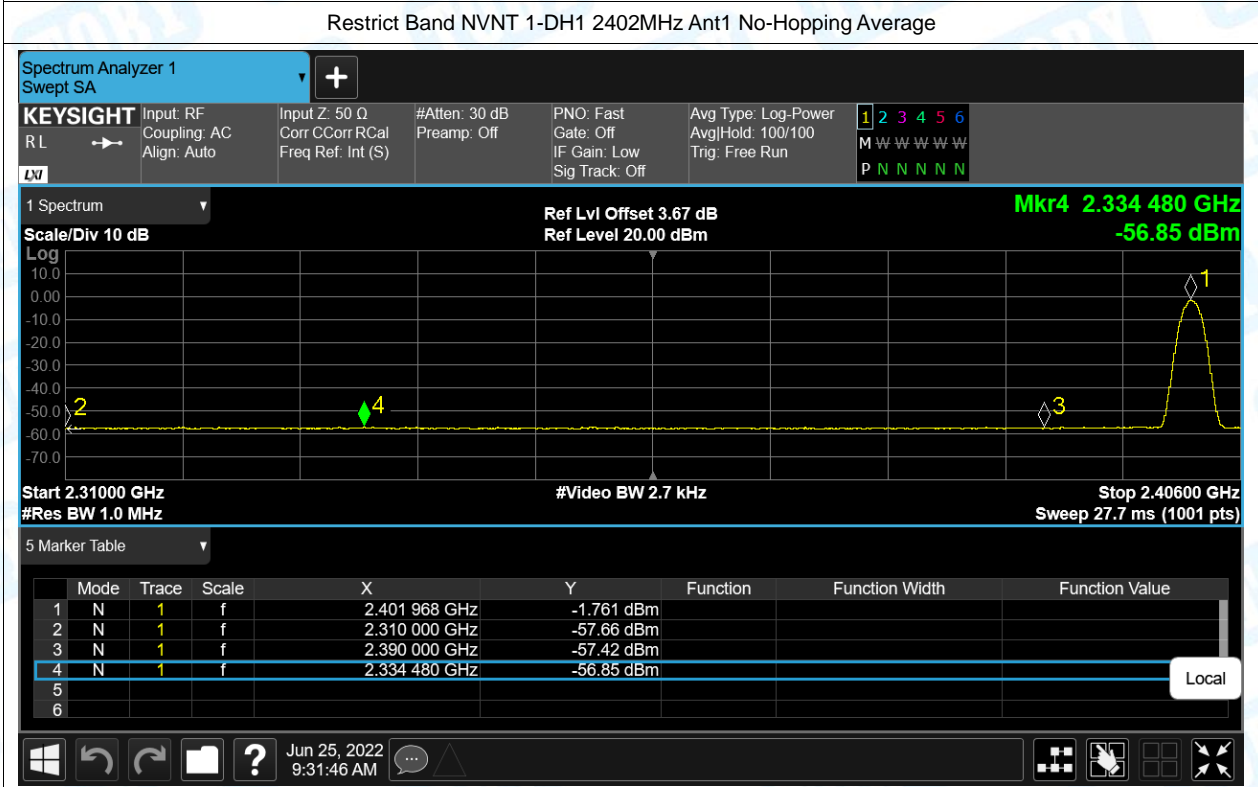 Restrict Band NVNT 1-DH1 2402MHz Ant1 No-Hopping Average
Spectrum Analyzer 1
Swept SA
+
KEYSIGHT Input: RF Input Z: 50 Ω #Atten: 30 dB PNO: Fast Avg Type: Log-Power 1 2 3 4 5 6
RL Coupling: AC Corr CCorr RCal Preamp: Off Gate: Off Avg|Hold: 100/100 M W W W W W
Align: Auto Freq Ref: Int (S) IF Gain: Low Trig: Free Run P N N N N N
LXI Sig Track: Off
1 Spectrum Ref Lvl Offset 3.67 dB Mkr4 2.334 480 GHz
Scale/Div 10 dB Ref Level 20.00 dBm -56.85 dBm
Log
10.0
1
0.00
-10.0
-20.0
-30.0
-40.0
-50.0 2 4 3
-60.0
-70.0
Start 2.31000 GHz #Video BW 2.7 kHz Stop 2.40600 GHz
#Res BW 1.0 MHz Sweep 27.7 ms (1001 pts)
5 Marker Table
Mode Trace Scale X Y Function Function Width Function Value
1 N 1 f 2.401 968 GHz -1.761 dBm
2 N 1 f 2.310 000 GHz -57.66 dBm
3 N 1 f 2.390 000 GHz -57.42 dBm
4 N 1 f 2.334 480 GHz -56.85 dBm
5
6
Local
? Jun 25, 2022
9:31:46 AM